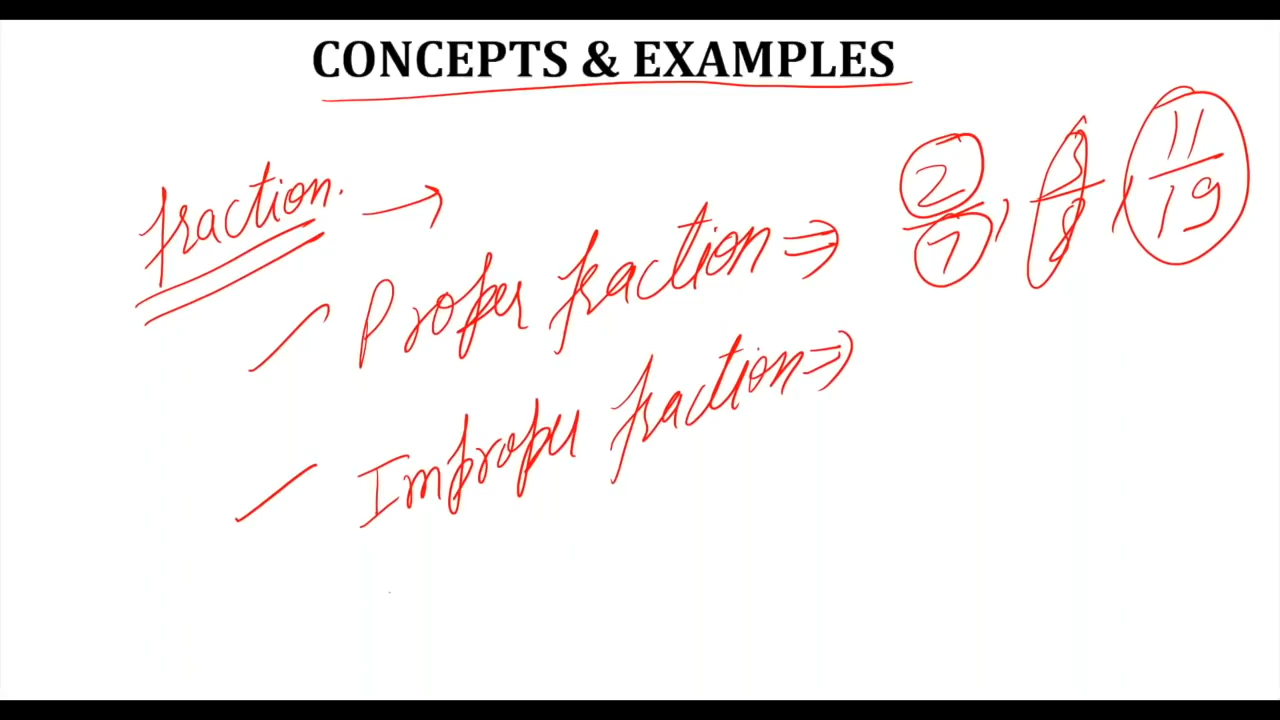 CONCEPTS & EXAMPLES
fraction. →
– Proper fraction ⇒ 2/7, 3/8, 11/19
– Improper fraction ⇒